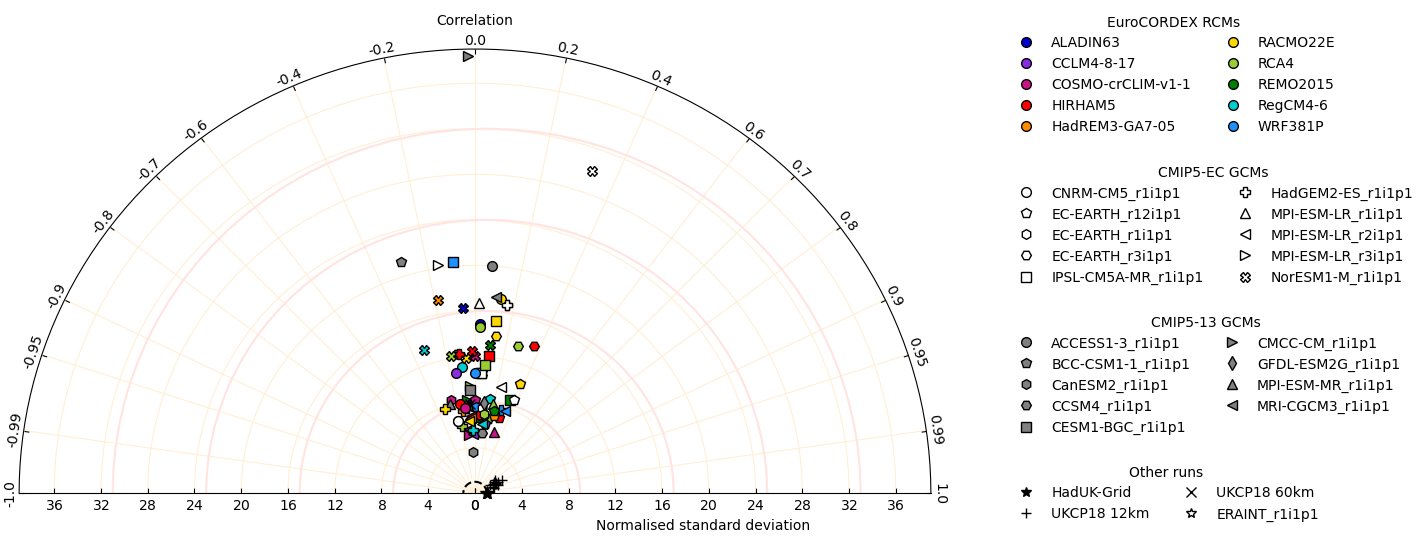 Correlation
-1.0
-0.99
-0.95
-0.9
-0.8
-0.7
-0.6
-0.4
-0.2
0.0
0.2
0.4
0.6
0.7
0.8
0.9
0.95
0.99
1.0
36 32 28 24 20 16 12 8 4 0 4 8 12 16 20 24 28 32 36
Normalised standard deviation
EuroCORDEX RCMs
ALADIN63 RACMO22E
CCLM4-8-17 RCA4
COSMO-crCLIM-v1-1 REMO2015
HIRHAM5 RegCM4-6
HadREM3-GA7-05 WRF381P
CMIP5-EC GCMs
CNRM-CM5_r1i1p1 HadGEM2-ES_r1i1p1
EC-EARTH_r12i1p1 MPI-ESM-LR_r1i1p1
EC-EARTH_r1i1p1 MPI-ESM-LR_r2i1p1
EC-EARTH_r3i1p1 MPI-ESM-LR_r3i1p1
IPSL-CM5A-MR_r1i1p1 NorESM1-M_r1i1p1
CMIP5-13 GCMs
ACCESS1-3_r1i1p1 CMCC-CM_r1i1p1
BCC-CSM1-1_r1i1p1 GFDL-ESM2G_r1i1p1
CanESM2_r1i1p1 MPI-ESM-MR_r1i1p1
CCSM4_r1i1p1 MRI-CGCM3_r1i1p1
CESM1-BGC_r1i1p1
Other runs
HadUK-Grid UKCP18 60km
UKCP18 12km ERAINT_r1i1p1